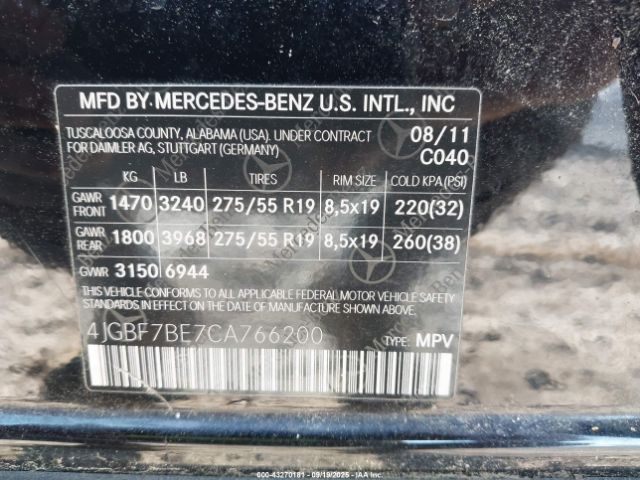 MFD BY MERCEDES-BENZ U.S. INTL., INC
TUSCALOOSA COUNTY, ALABAMA (USA). UNDER CONTRACT 08/11
FOR DAIMLER AG, STUTTGART (GERMANY) C040
KG LB TIRES RIM SIZE COLD KPA (PSI)
GAWR FRONT 1470 3240 275/55 R19 8,5x19 220(32)
GAWR REAR 1800 3968 275/55 R19 8,5x19 260(38)
GVWR 3150 6944
THIS VEHICLE CONFORMS TO ALL APPLICABLE FEDERAL MOTOR VEHICLE SAFETY
STANDARDS IN EFFECT ON THE DATE OF MANUFACTURE SHOWN ABOVE.
4JGBF7BE7CA766200 TYPE: MPV
000-43270181 - 09/19/2025 - IAA Inc.